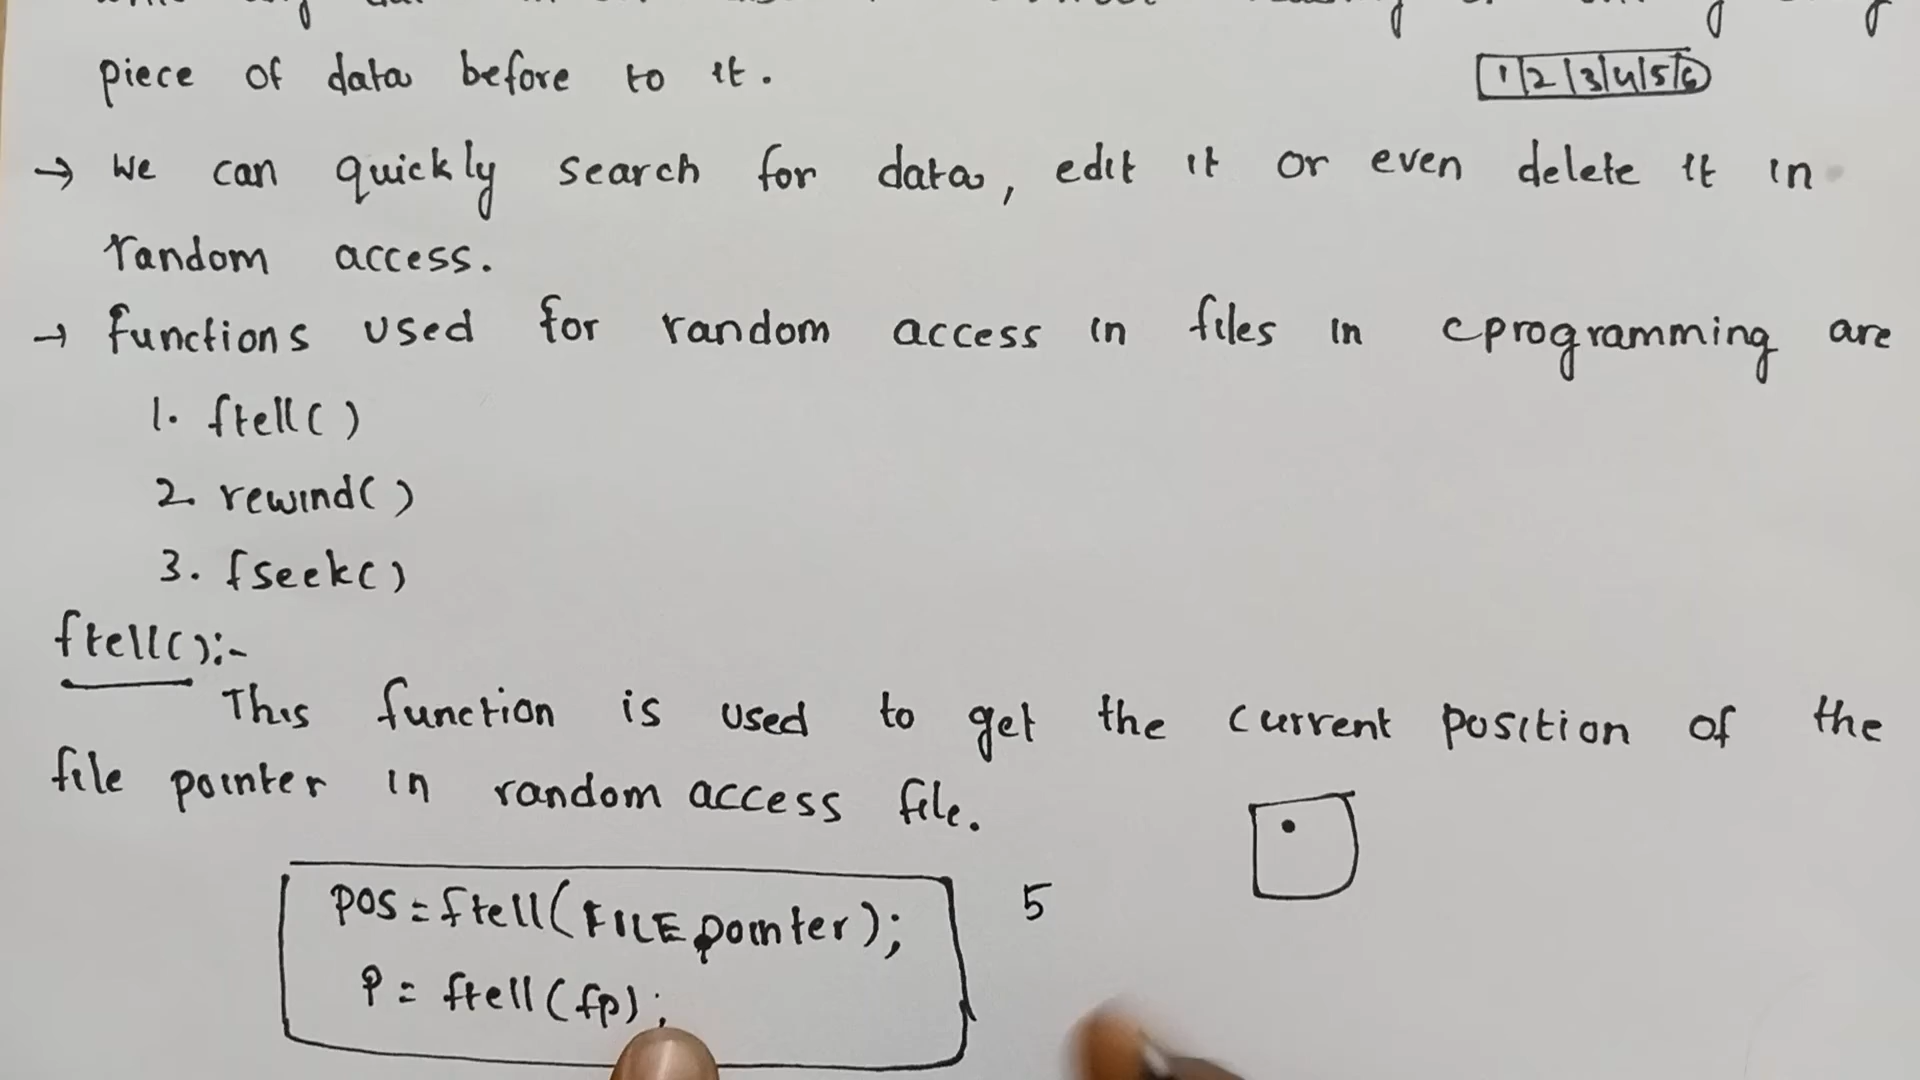 piece of data before to it.
1 2 3 4 5 6
→ we can quickly search for data, edit it or even delete it in
random access.
→ functions used for random access in files in cprogramming are
1. ftell()
2. rewind()
3. fseek()
ftell():-
This function is used to get the current position of the
file pointer in random access file.
pos=ftell(FILE pointer);
5
P = ftell(fp);